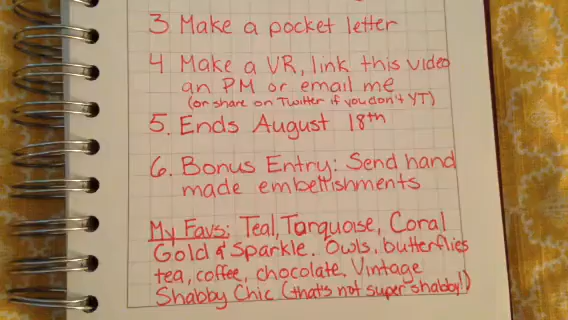 3 Make a pocket letter
4 Make a VR, link this video
an PM or email me
(or share on Twitter if you don't YT)
5. Ends August 18th
6. Bonus Entry: Send hand
made embellishments
My Favs: Teal, Tarquoise, Coral
Gold & Sparkle. Owls, butterflies
tea, coffee, chocolate. Vintage
Shabby Chic (that's not super shabby!)